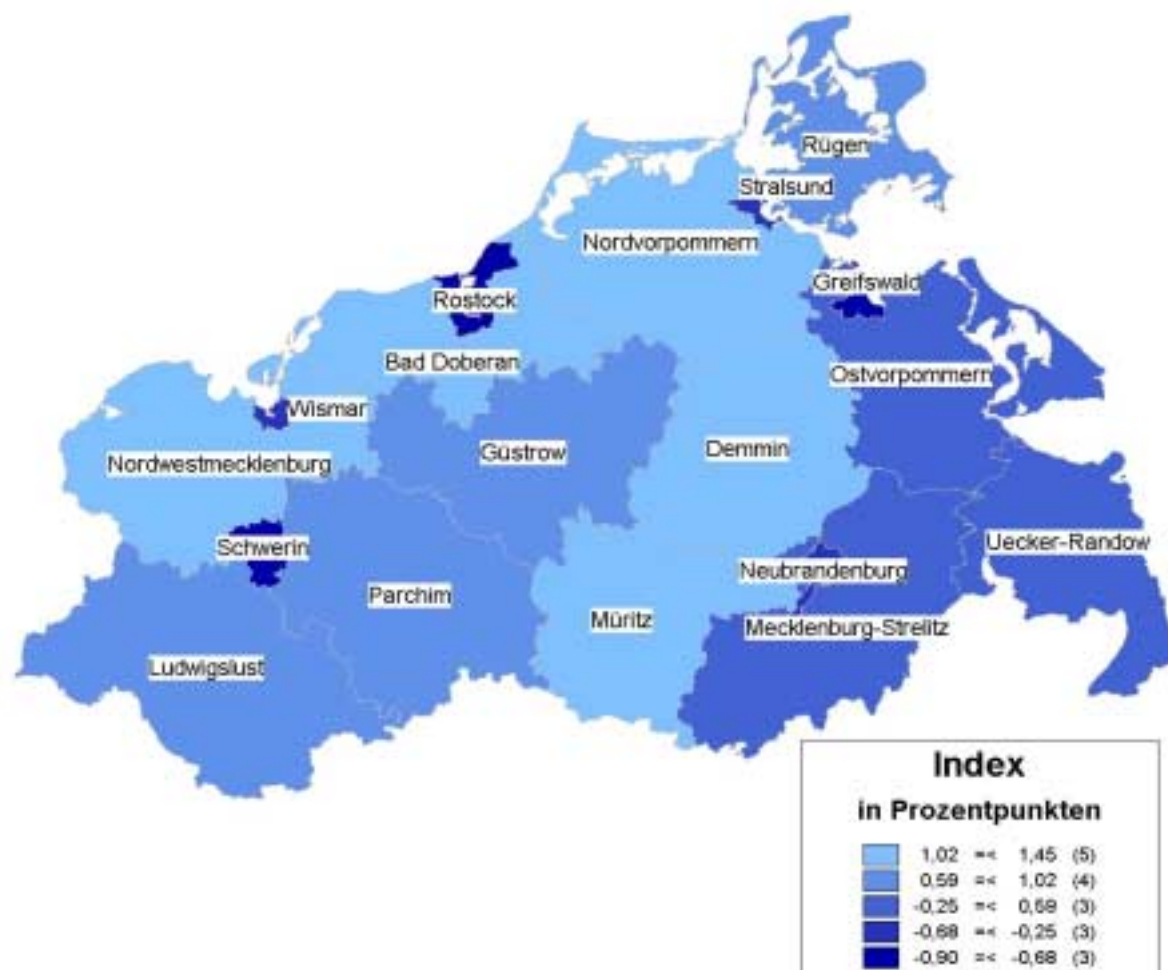 Rügen
Stralsund
Nordvorpommern
Greifswald
Rostock
Bad Doberan
Ostvorpommern
Wismar
Güstrow
Demmin
Nordwestmecklenburg
Schwerin
Uecker-Randow
Neubrandenburg
Parchim
Müritz
Mecklenburg-Strelitz
Ludwigslust
Index
in Prozentpunkten
1,02 =< 1,45 (5)
0,59 =< 1,02 (4)
-0,25 =< 0,59 (3)
-0,68 =< -0,25 (3)
-0,90 =< -0,68 (3)